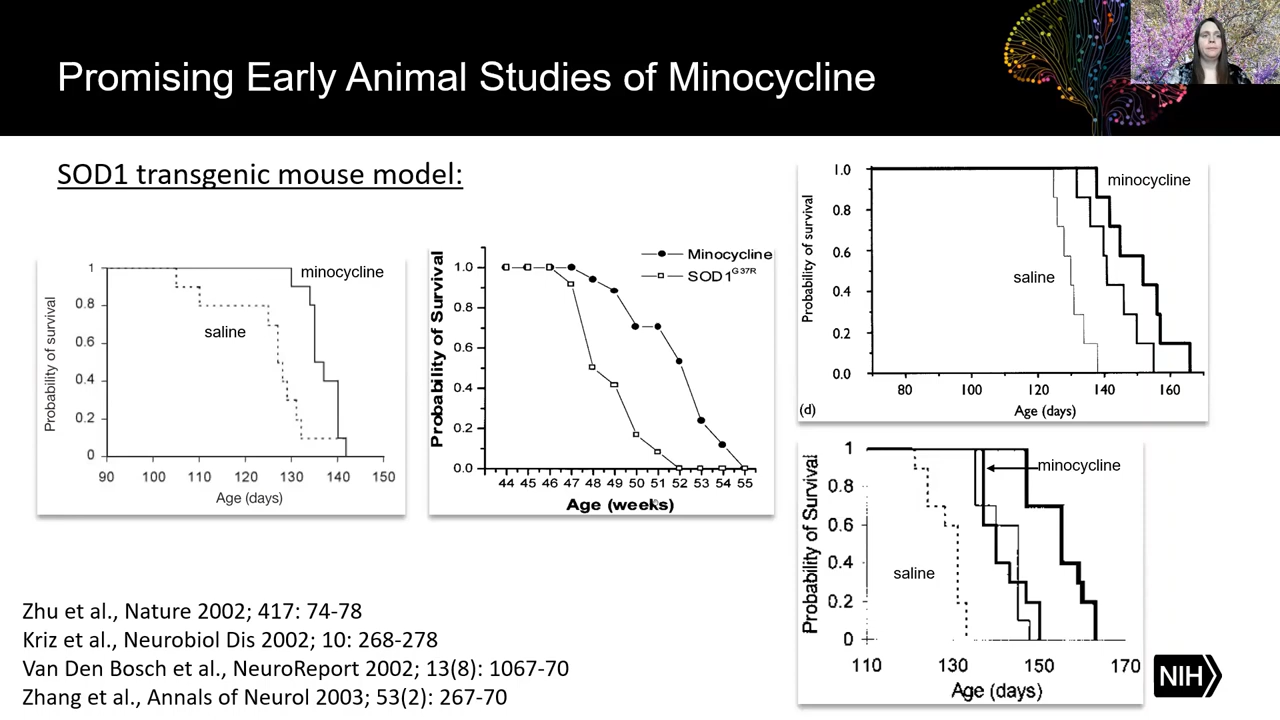 Promising Early Animal Studies of Minocycline
SOD1 transgenic mouse model:
1
0.8
0.6
0.4
0.2
0
Probability of survival
minocycline
saline
90 100 110 120 130 140 150
Age (days)
1.0
0.8
0.6
0.4
0.2
0.0
Probability of Survival
Minocycline
SOD1G37R
44 45 46 47 48 49 50 51 52 53 54 55
Age (weeks)
1.0
0.8
0.6
0.4
0.2
0.0
Probability of survival
minocycline
saline
80 100 120 140 160
Age (days)
(d)
1
0.8
0.6
0.4
0.2
0
Probability of Survival
minocycline
saline
110 130 150 170
Age (days)
Zhu et al., Nature 2002; 417: 74-78
Kriz et al., Neurobiol Dis 2002; 10: 268-278
Van Den Bosch et al., NeuroReport 2002; 13(8): 1067-70
Zhang et al., Annals of Neurol 2003; 53(2): 267-70
NIH